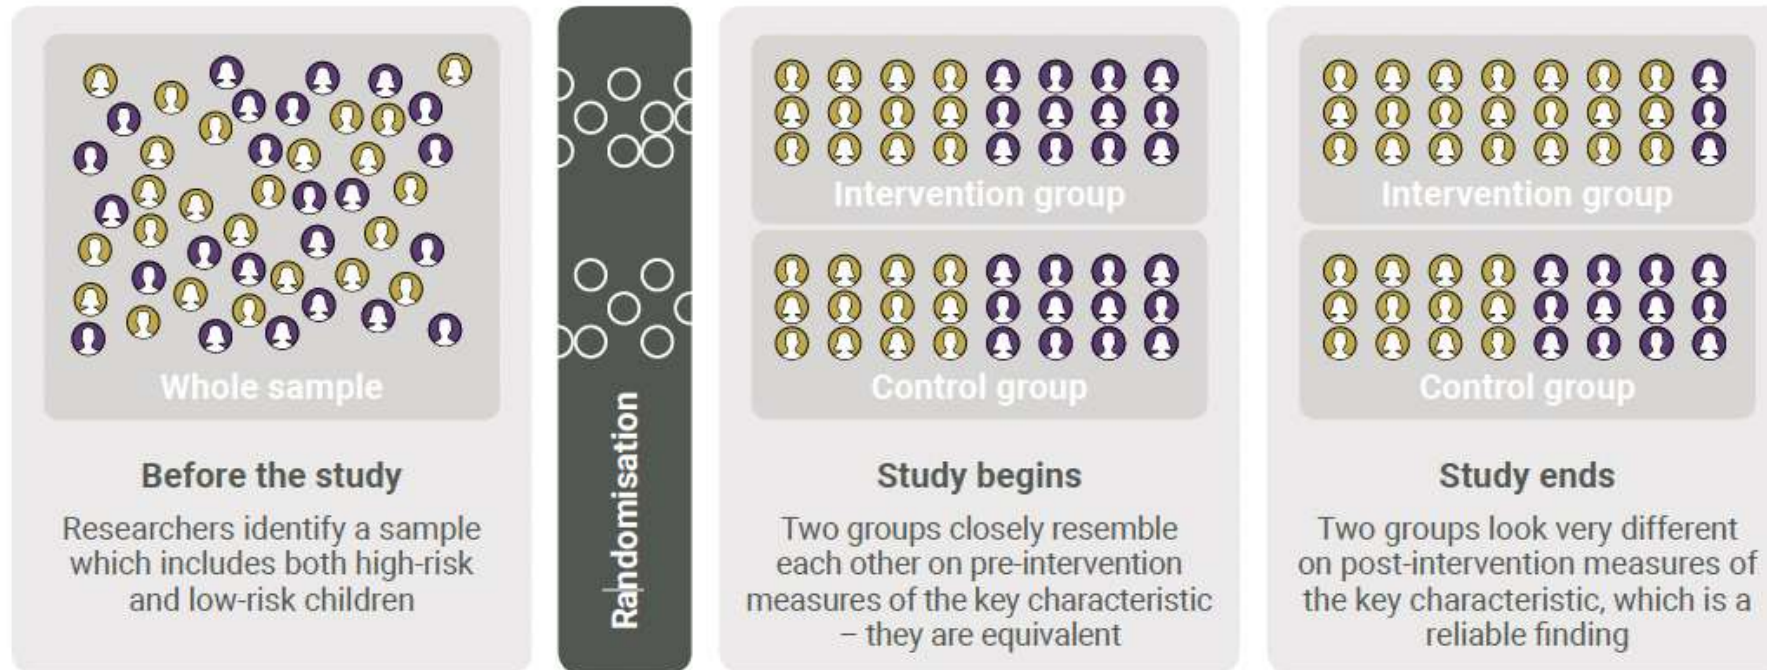 Whole sample
Before the study
Researchers identify a sample
which includes both high-risk
and low-risk children
Randomisation
Intervention group
Control group
Study begins
Two groups closely resemble
each other on pre-intervention
measures of the key characteristic
– they are equivalent
Intervention group
Control group
Study ends
Two groups look very different
on post-intervention measures of
the key characteristic, which is a
reliable finding